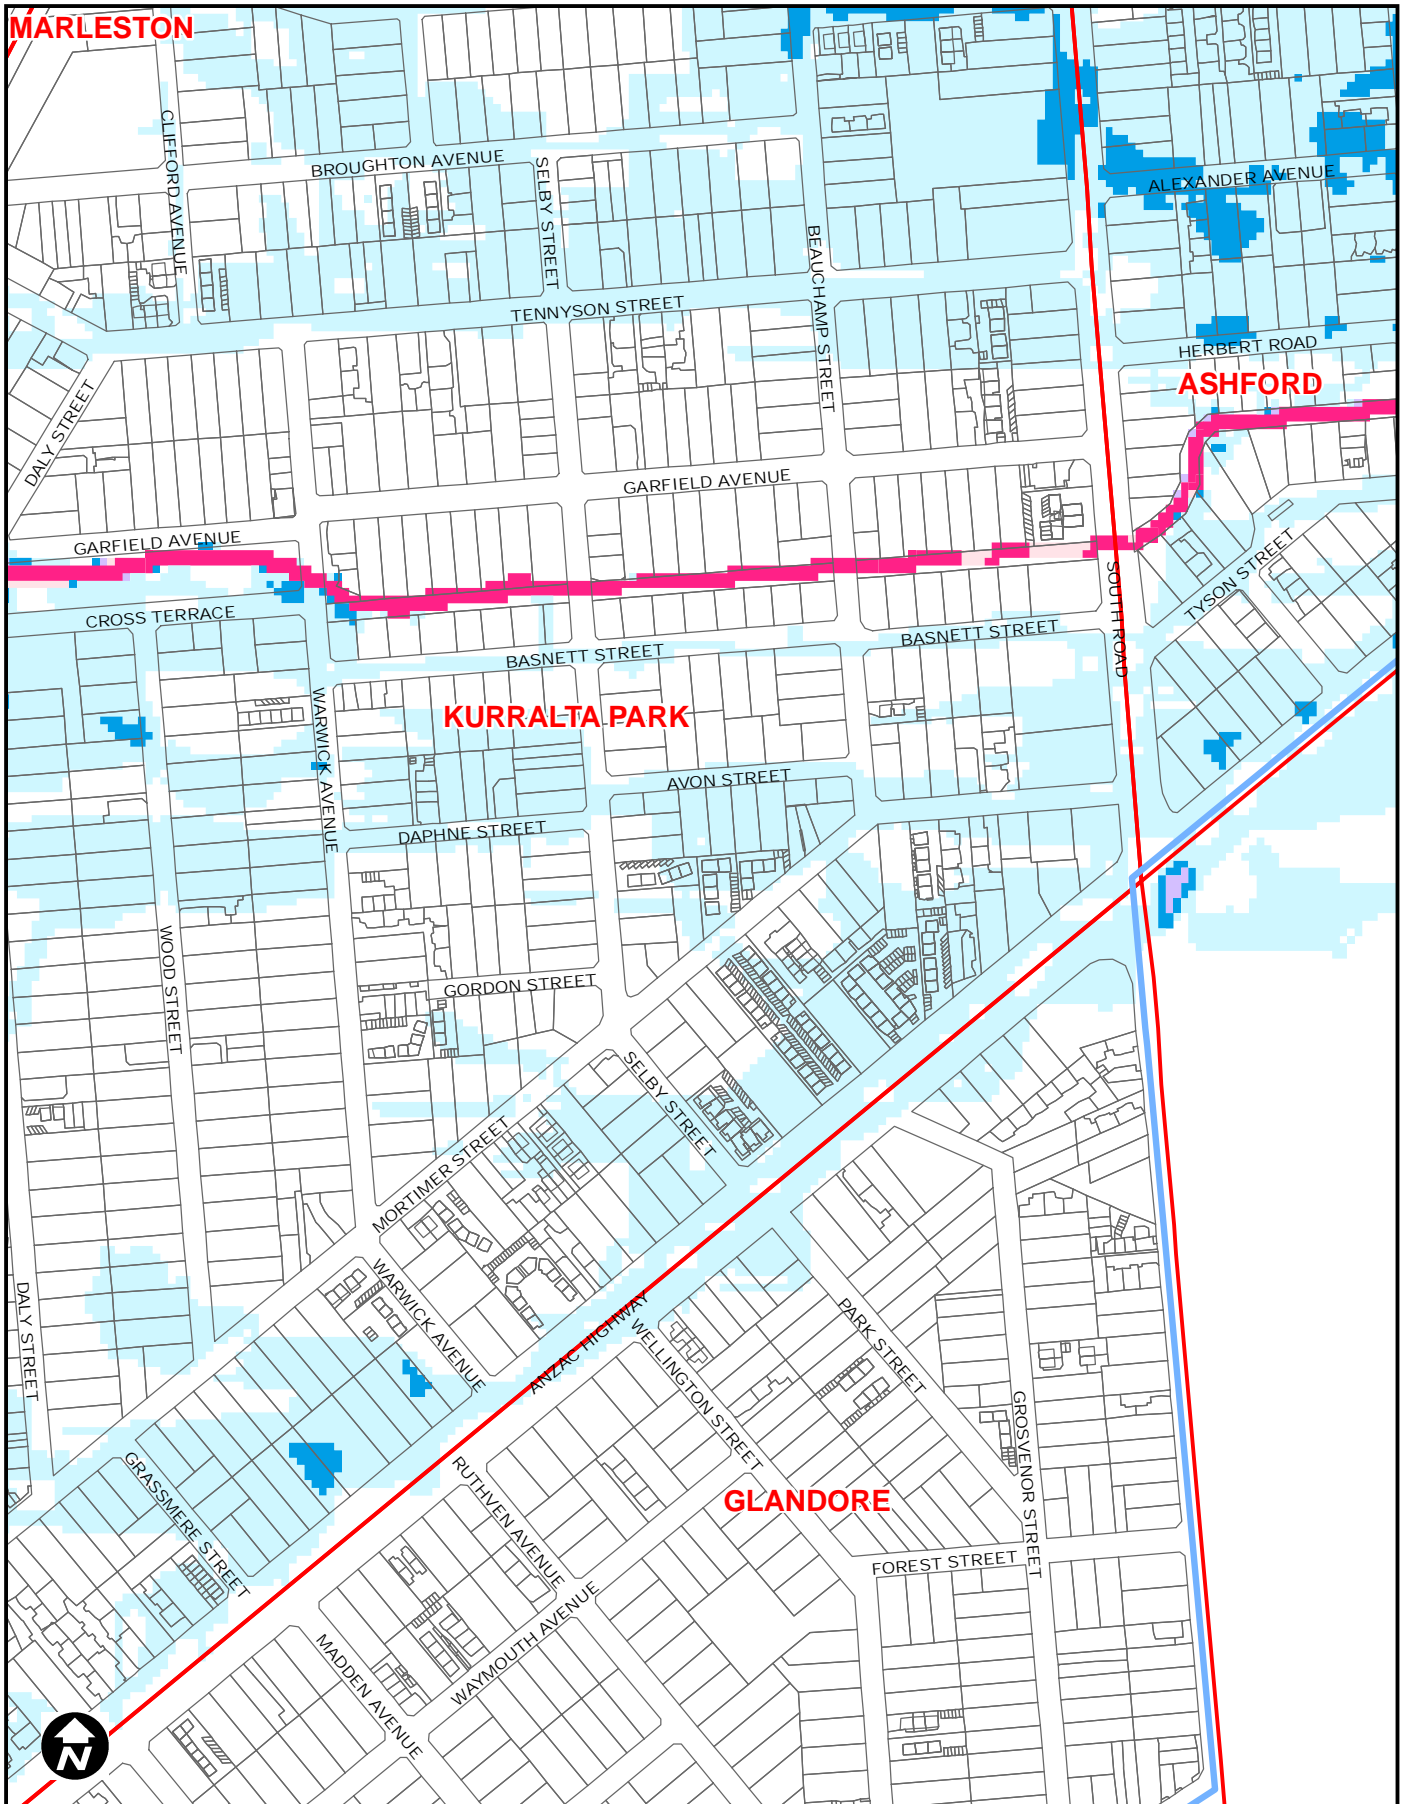 MARLESTON
CLIFFORD AVENUE
BROUGHTON AVENUE
SELBY STREET
ALEXANDER AVENUE
BEAUCHAMP STREET
TENNYSON STREET
HERBERT ROAD
ASHFORD
DALY STREET
GARFIELD AVENUE
GARFIELD AVENUE
TYSON STREET
SOUTH ROAD
CROSS TERRACE
BASNETT STREET
BASNETT STREET
WARWICK AVENUE
KURRALTA PARK
AVON STREET
DAPHNE STREET
WOOD STREET
GORDON STREET
SELBY STREET
MORTIMER STREET
WARWICK AVENUE
DALY STREET
ANZAC HIGHWAY
WELLINGTON STREET
PARK STREET
GROSVENOR STREET
GRASSMERE STREET
RUTHVEN AVENUE
GLANDORE
FOREST STREET
WAYMOUTH AVENUE
MADDEN AVENUE
N